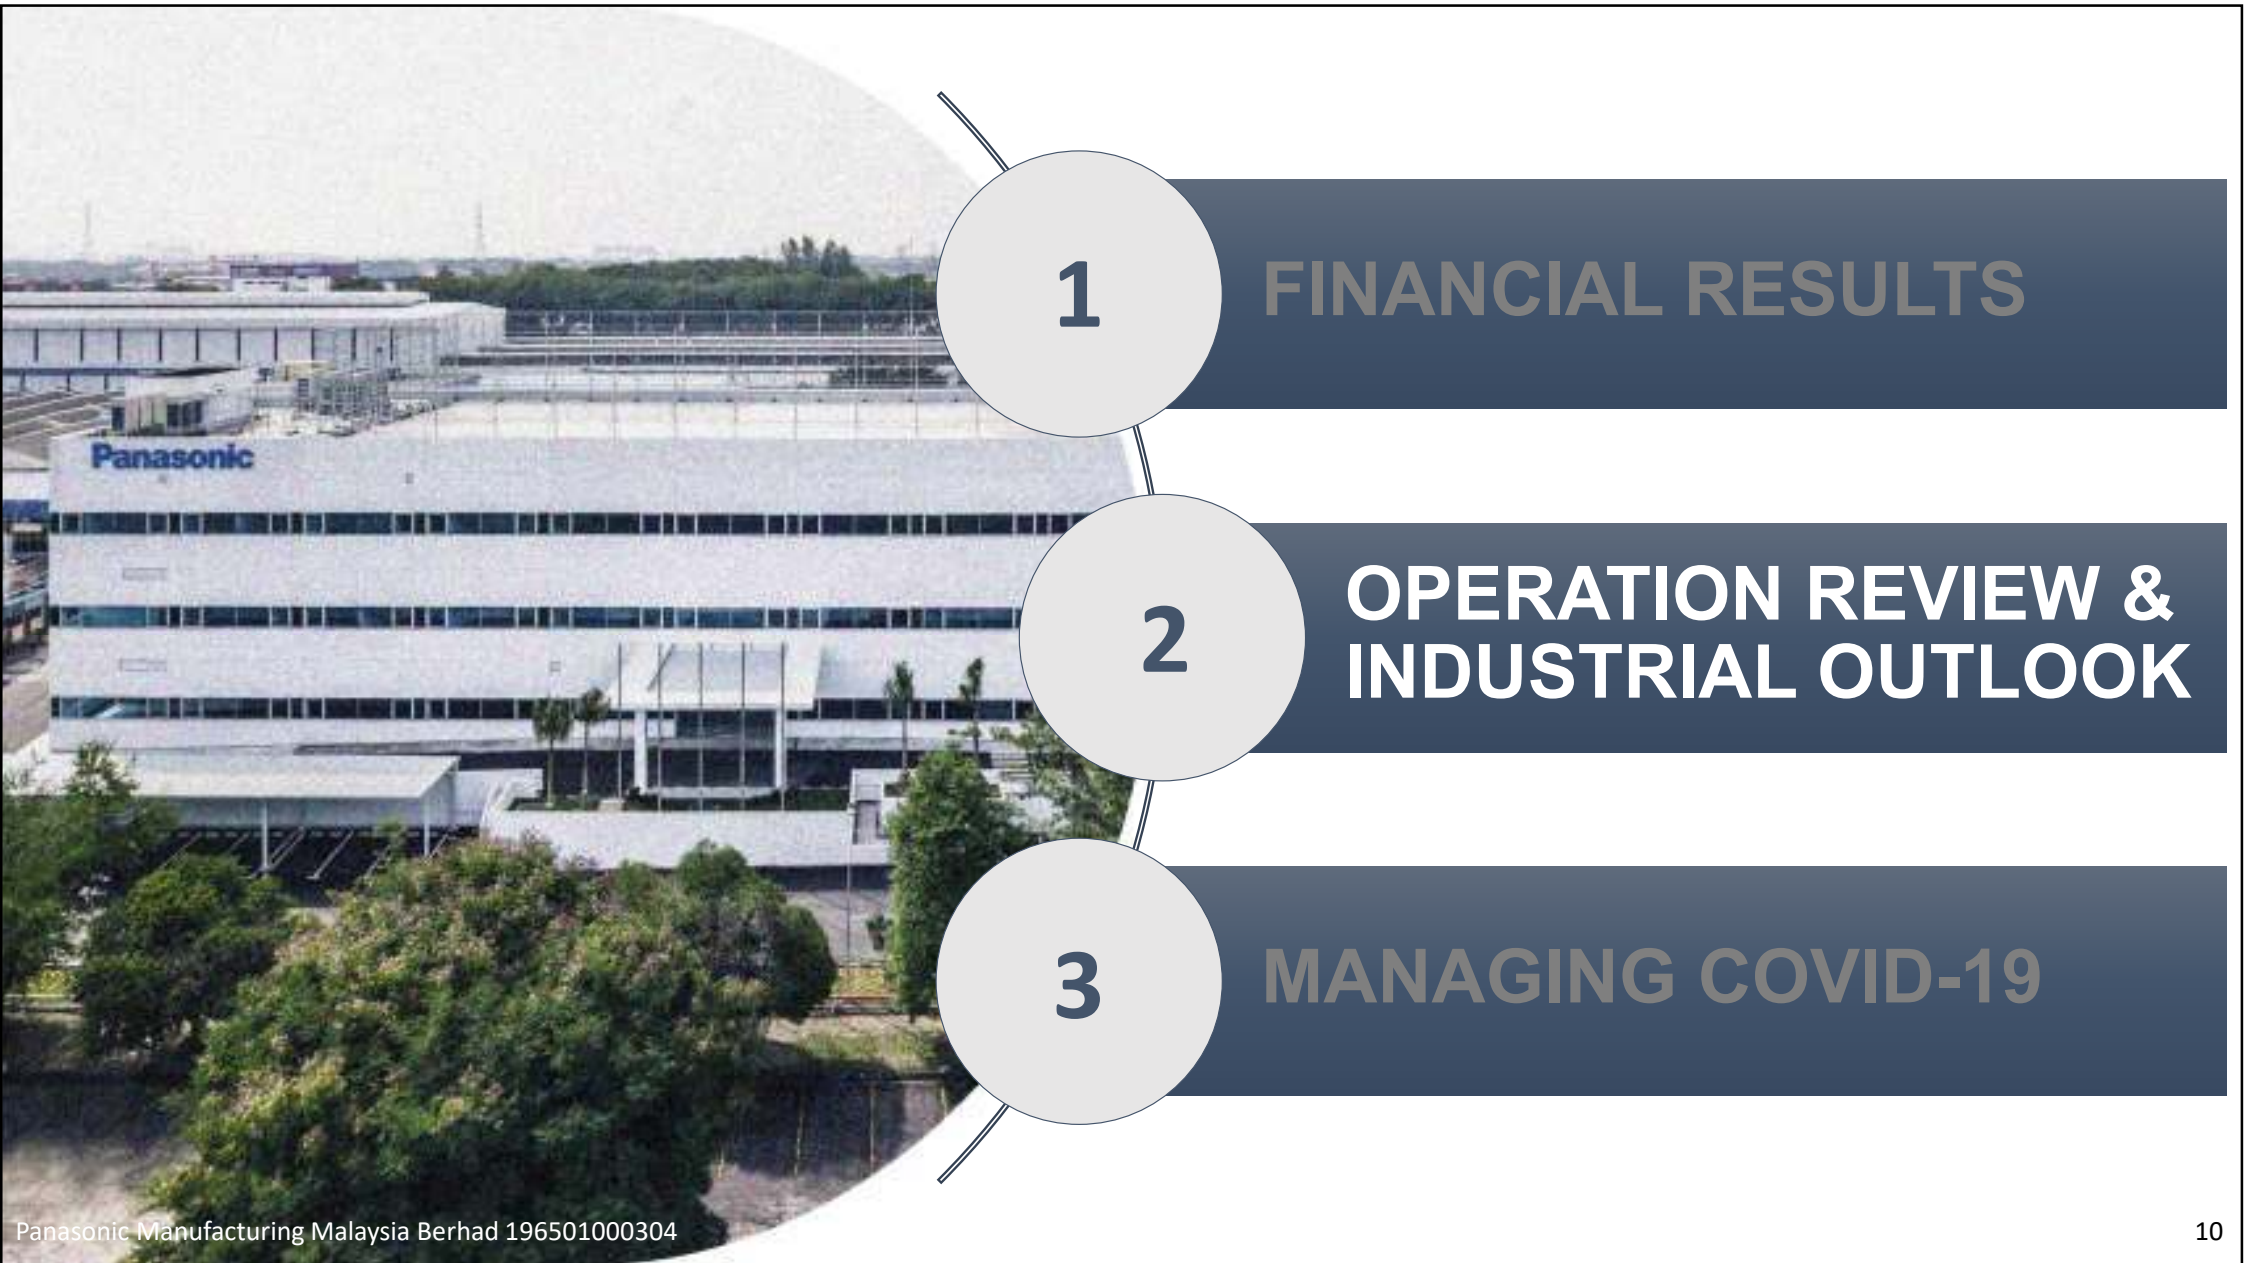 Panasonic
1
FINANCIAL RESULTS
2
OPERATION REVIEW &
INDUSTRIAL OUTLOOK
3
MANAGING COVID-19
Panasonic Manufacturing Malaysia Berhad 196501000304
10